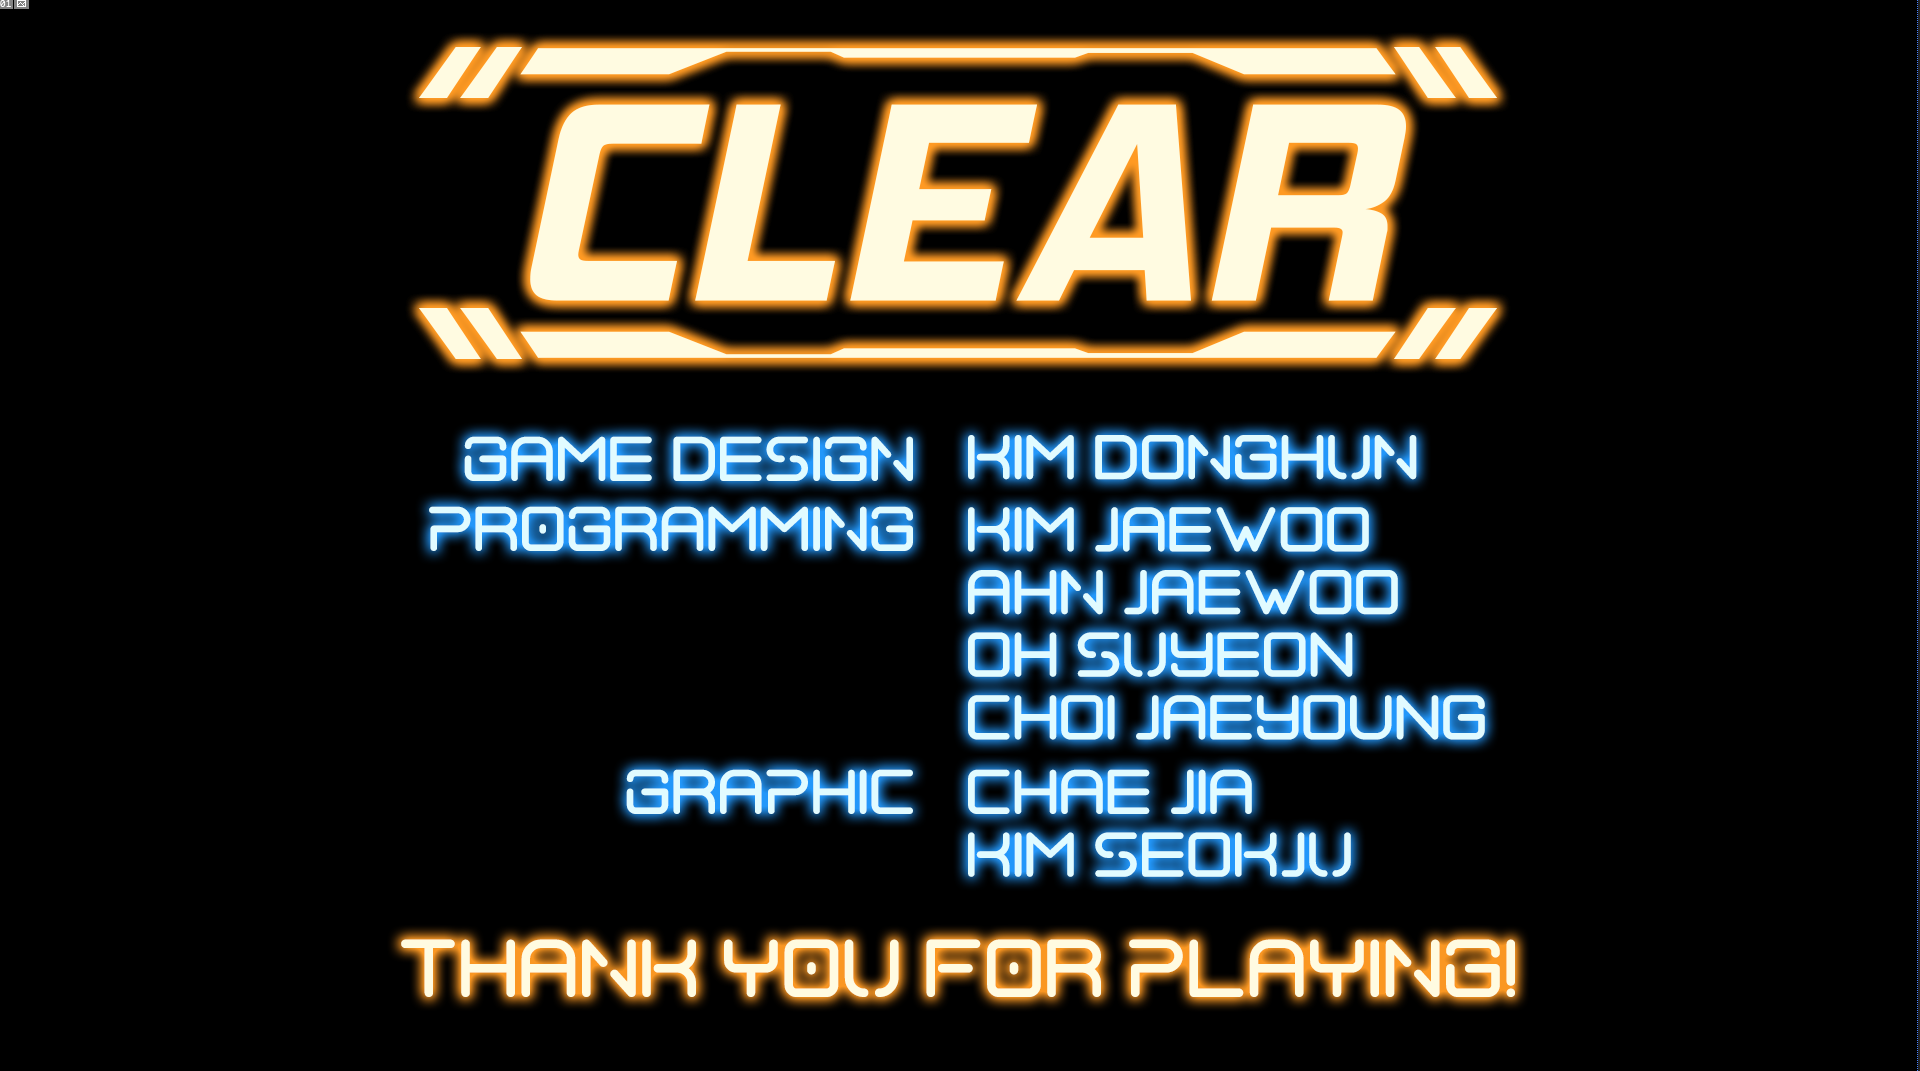 01
CLEAR
GAME DESIGN KIM DONGHUN
PROGRAMMING KIM JAEWOO
AHN JAEWOO
OH SUYEON
CHOI JAEYOUNG
GRAPHIC CHAE JIA
KIM SEOKJU
THANK YOU FOR PLAYING!